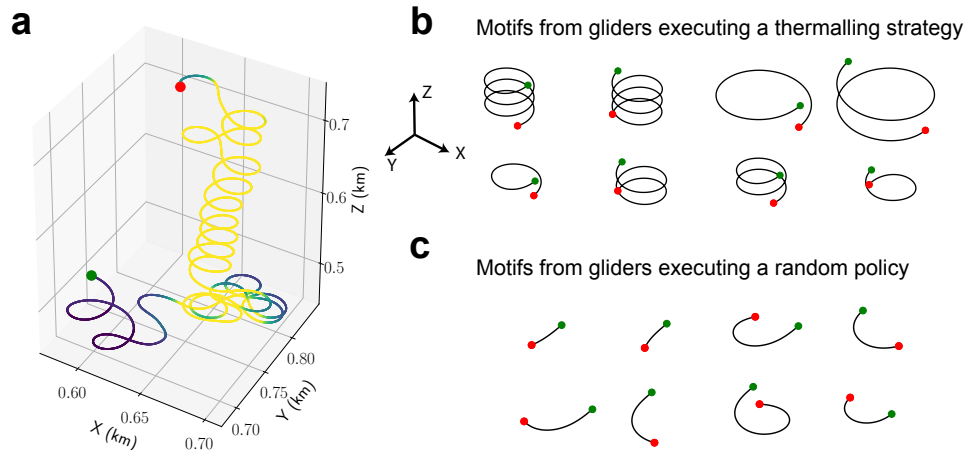 a
0.7
0.6
0.5
Z (km)
0.60
0.65
0.70
X (km)
0.70
0.75
0.80
Y (km)
Z
Y
X
b
Motifs from gliders executing a thermalling strategy
c
Motifs from gliders executing a random policy